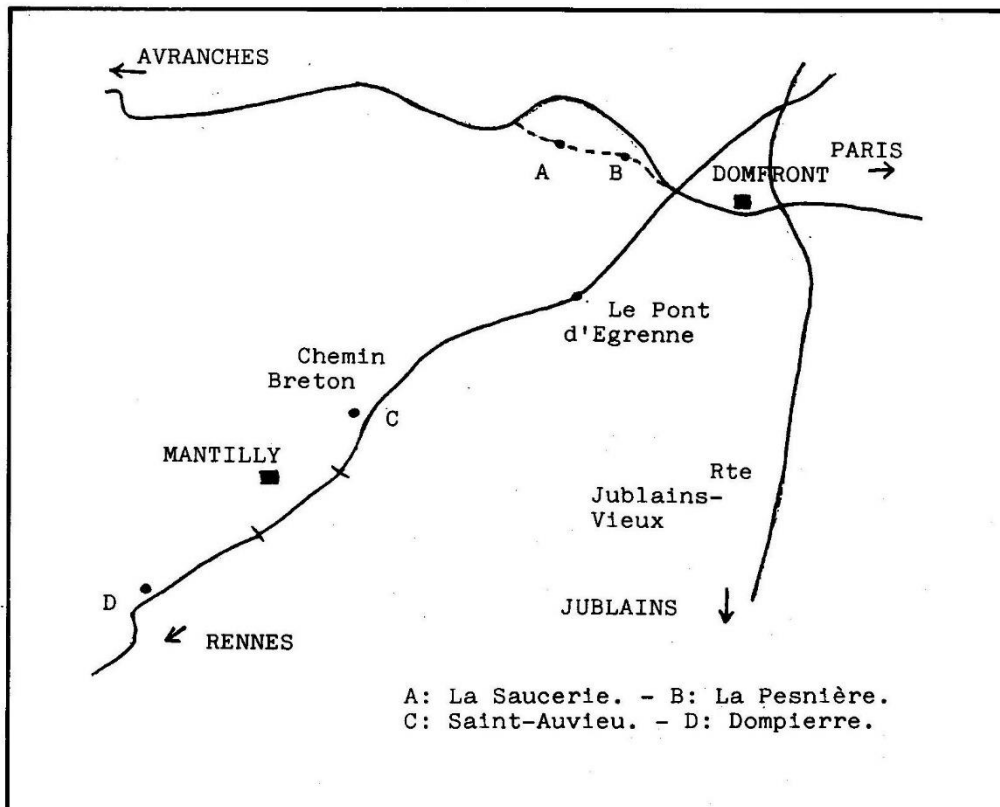 AVRANCHES
PARIS
A
B
DOMFRONT
Le Pont
d'Egrenne
Chemin
Breton
C
MANTILLY
Rte
Jublains-
Vieux
D
JUBLAINS
RENNES
A: La Saucerie. - B: La Pesnière.
C: Saint-Auvieu. - D: Dompierre.